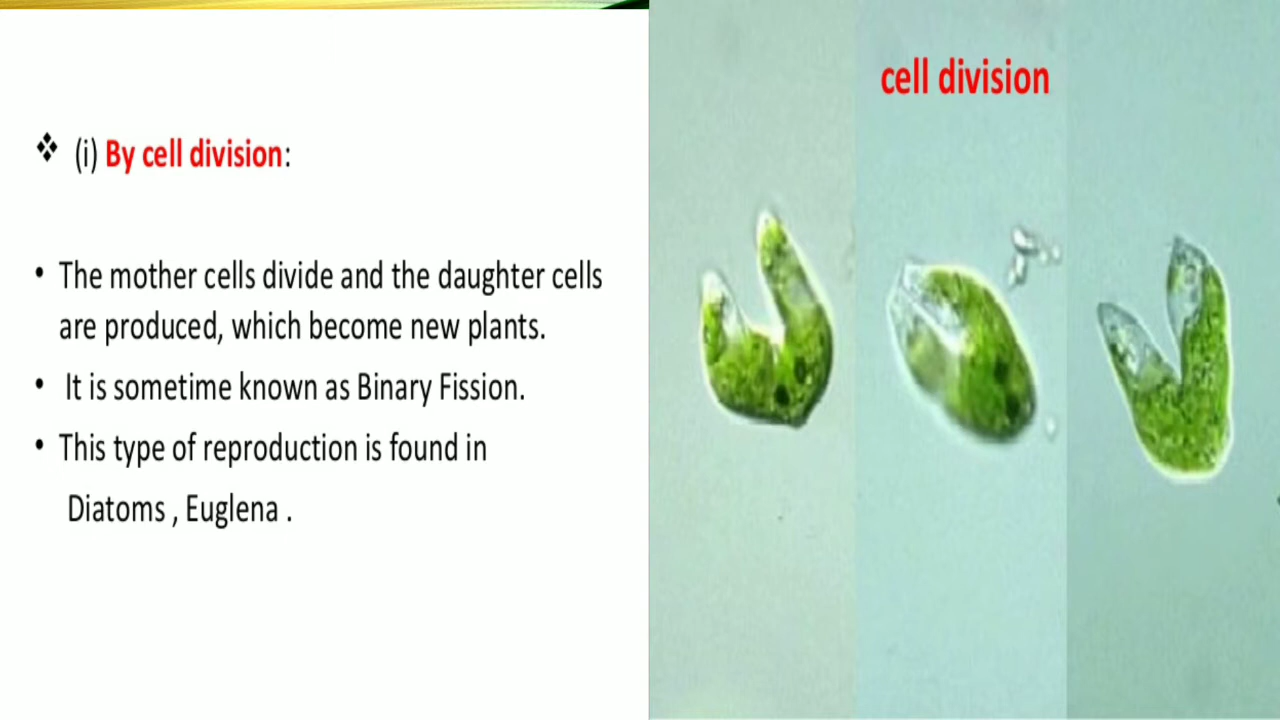 ❖ (i) By cell division:
• The mother cells divide and the daughter cells
are produced, which become new plants.
• It is sometime known as Binary Fission.
• This type of reproduction is found in
Diatoms , Euglena .
cell division